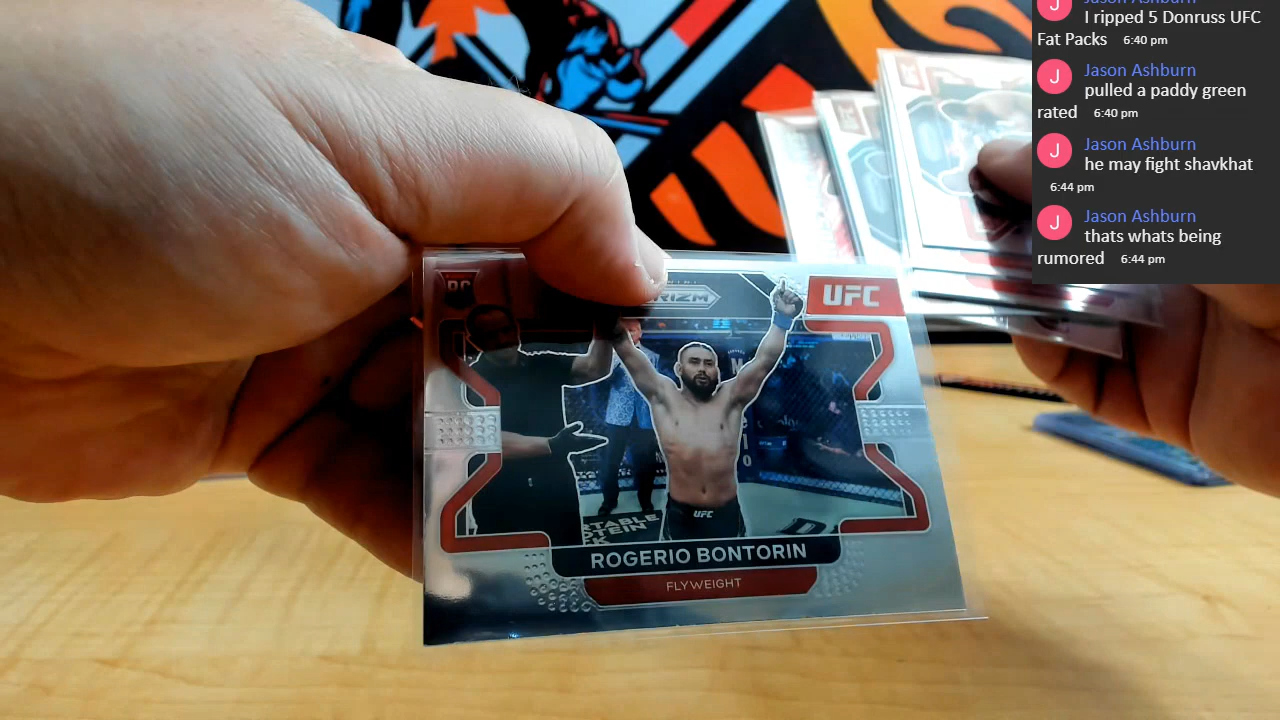 Jason Ashburn
I ripped 5 Donruss UFC
Fat Packs 6:40 pm
Jason Ashburn
pulled a paddy green
rated 6:40 pm
Jason Ashburn
he may fight shavkhat
6:44 pm
Jason Ashburn
thats whats being
rumored 6:44 pm
RC
UFC
UFC
ROGERIO BONTORIN
FLYWEIGHT